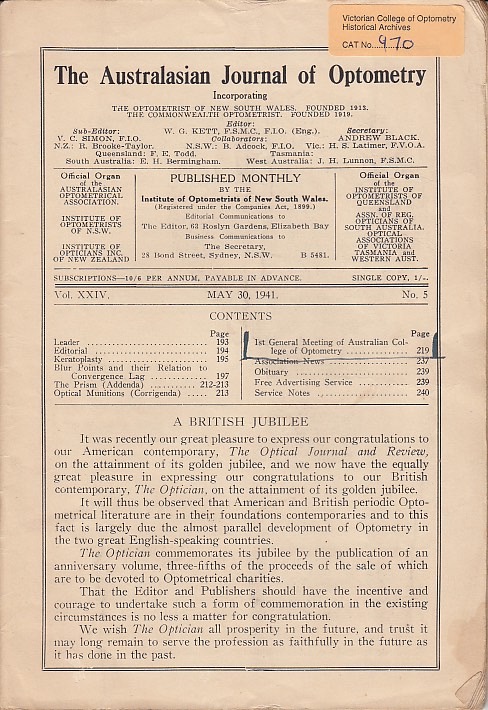 Victorian College of Optometry
Historical Archives
CAT No....970
The Australasian Journal of Optometry
Incorporating
THE OPTOMETRIST OF NEW SOUTH WALES. FOUNDED 1913.
THE COMMONWEALTH OPTOMETRIST. FOUNDED 1919.
Editor:
Sub-Editor: W. G. KETT, F.S.M.C., F.I.O. (Eng.). Secretary:
V. C. SIMON, F.I.O. Collaborators: ANDREW BLACK.
N.Z.: R. Brooke-Taylor. N.S.W.: B. Adcock, F.I.O. Vic.: H. S. Latimer, F.V.O.A.
Queensland: F. E. Todd. Tasmania:
South Australia: E. H. Bermingham. West Australia: J. H. Lunnon, F.S.M.C.
Official Organ
of the
AUSTRALASIAN
OPTOMETRICAL
ASSOCIATION.
INSTITUTE OF
OPTOMETRISTS
OF N.S.W.
INSTITUTE OF
OPTICIANS INC.
OF NEW ZEALAND
PUBLISHED MONTHLY
BY THE
Institute of Optometrists of New South Wales.
(Registered under the Companies Act, 1899.)
Editorial Communications to
The Editor, 63 Roslyn Gardens, Elizabeth Bay
Business Communications to
The Secretary,
28 Bond Street, Sydney, N.S.W. B 5481.
Official Organ
of the
INSTITUTE OF
OPTOMETRISTS OF
QUEENSLAND
and
ASSN. OF REG.
OPTICIANS OF
SOUTH AUSTRALIA.
OPTICAL
ASSOCIATIONS
OF VICTORIA
TASMANIA and
WESTERN AUST.
SUBSCRIPTIONS—10/6 PER ANNUM, PAYABLE IN ADVANCE. SINGLE COPY, 1/-.
Vol. XXIV. MAY 30, 1941. No. 5
CONTENTS
Page
Leader .......................... 193
Editorial ........................ 194
Keratoplasty .................... 195
Blur Points and their Relation to
Convergence Lag ............. 197
The Prism (Addenda) .......... 212-213
Optical Munitions (Corrigenda) ..... 213
Page
1st General Meeting of Australian Col-
lege of Optometry ............... 219
Association News ................ 237
Obituary ........................ 239
Free Advertising Service ........... 239
Service Notes .................... 240
A BRITISH JUBILEE
It was recently our great pleasure to express our congratulations to
our American contemporary, The Optical Journal and Review,
on the attainment of its golden jubilee, and we now have the equally
great pleasure in expressing our congratulations to our British
contemporary, The Optician, on the attainment of its golden jubilee.
It will thus be observed that American and British periodic Opto-
metrical literature are in their foundations contemporaries and to this
fact is largely due the almost parallel development of Optometry in
the two great English-speaking countries.
The Optician commemorates its jubilee by the publication of an
anniversary volume, three-fifths of the proceeds of the sale of which
are to be devoted to Optometrical charities.
That the Editor and Publishers should have the incentive and
courage to undertake such a form of commemoration in the existing
circumstances is no less a matter for congratulation.
We wish The Optician all prosperity in the future, and trust it
may long remain to serve the profession as faithfully in the future as
it has done in the past.